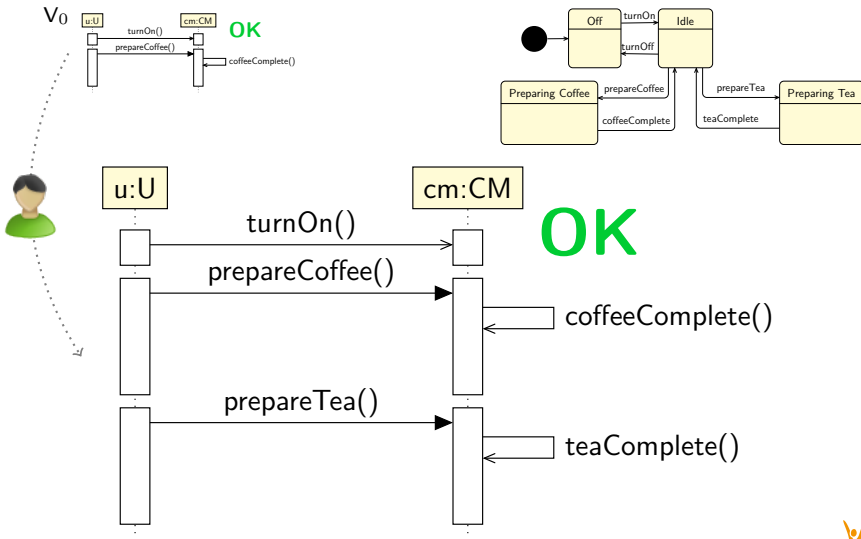 V0
u:U
cm:CM
turnOn()
OK
prepareCoffee()
coffeeComplete()
Off
turnOn
Idle
turnOff
Preparing Coffee
prepareCoffee
coffeeComplete
prepareTea
teaComplete
Preparing Tea
u:U
cm:CM
turnOn()
OK
prepareCoffee()
coffeeComplete()
prepareTea()
teaComplete()